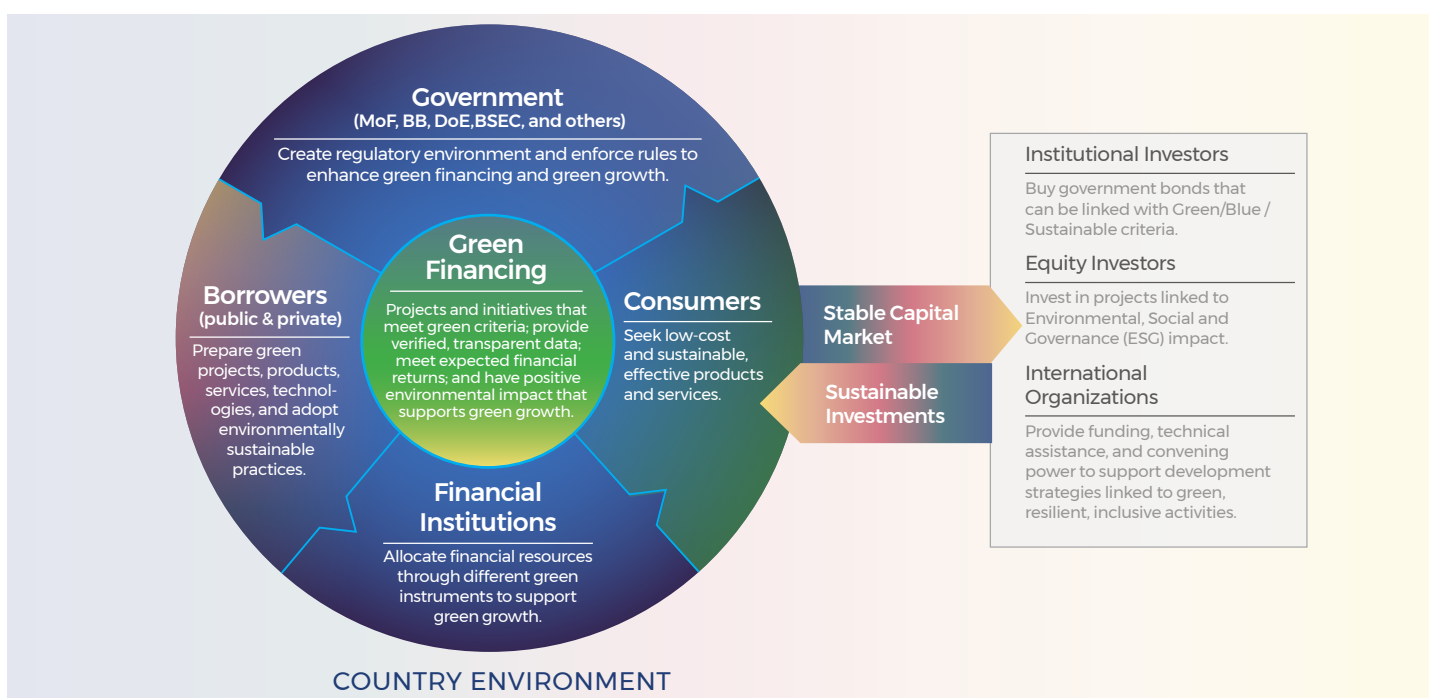 Government
(MoF, BB, DoE,BSEC, and others)
Create regulatory environment and enforce rules to
enhance green financing and green growth.
Green
Financing
Projects and initiatives that
meet green criteria; provide
verified, transparent data;
meet expected financial
returns; and have positive
environmental impact that
supports green growth.
Borrowers
(public & private)
Prepare green
projects, products,
services, technol-
ogies, and adopt
environmentally
sustainable
practices.
Consumers
Seek low-cost
and sustainable,
effective products
and services.
Financial
Institutions
Allocate financial resources
through different green
instruments to support
green growth.
COUNTRY ENVIRONMENT
Stable Capital
Market
Sustainable
Investments
Institutional Investors
Buy government bonds that
can be linked with Green/Blue /
Sustainable criteria.
Equity Investors
Invest in projects linked to
Environmental, Social and
Governance (ESG) impact.
International
Organizations
Provide funding, technical
assistance, and convening
power to support development
strategies linked to green,
resilient, inclusive activities.